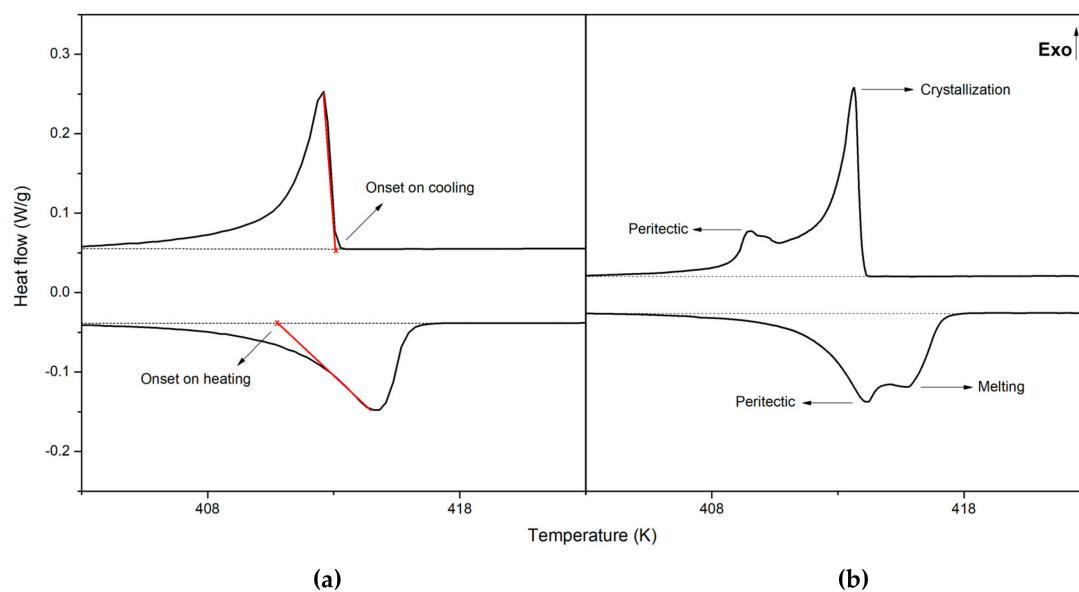 Heat flow (W/g)
0.3
0.2
0.1
0.0
-0.1
-0.2
Onset on cooling
Onset on heating
Exo
Crystallization
Peritectic
Melting
Peritectic
408
418
408
418
Temperature (K)
(a)
(b)